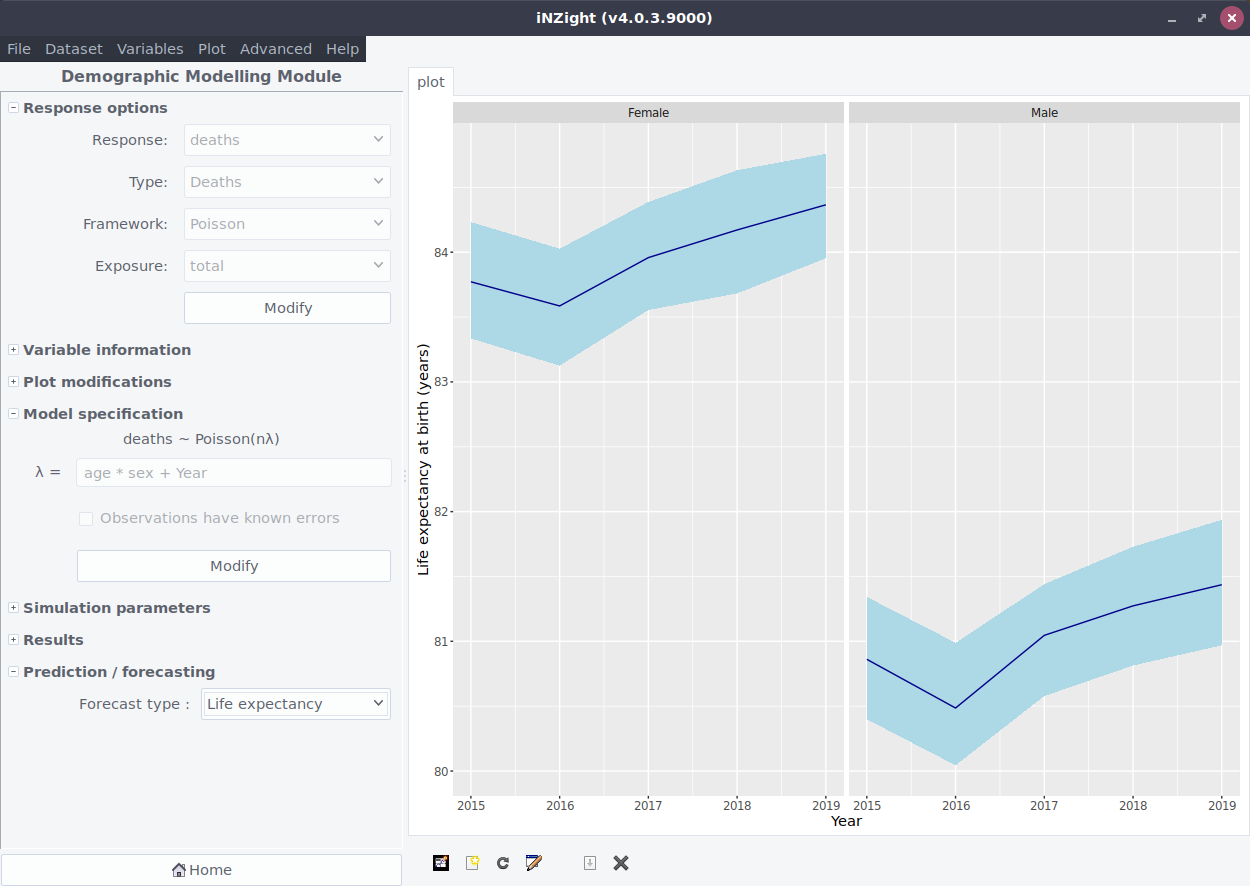 iNZight (v4.0.3.9000)
File Dataset Variables Plot Advanced Help
Demographic Modelling Module
Response options
Response: deaths
Type: Deaths
Framework: Poisson
Exposure: total
Modify
Variable information
Plot modifications
Model specification
deaths ~ Poisson(nλ)
λ = age * sex + Year
Observations have known errors
Modify
Simulation parameters
Results
Prediction / forecasting
Forecast type : Life expectancy
Home
plot
Female Male
Life expectancy at birth (years)
84
83
82
81
80
2015 2016 2017 2018 2019 2015 2016 2017 2018 2019
Year